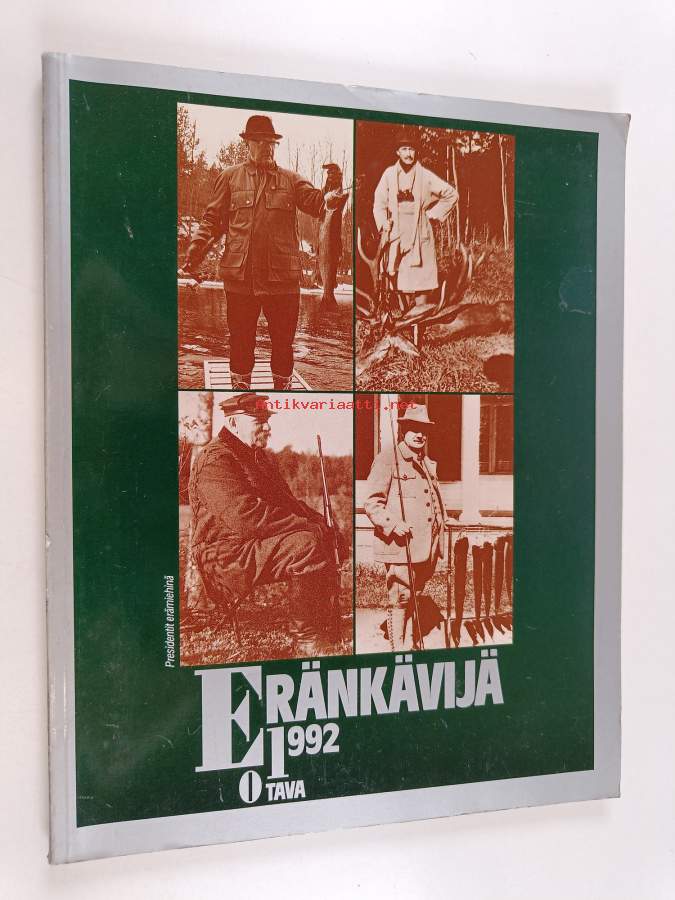 antikvariaatti.net
Presidentit erämiehinä
ERÄNKÄVIJÄ
1992
OTAVA